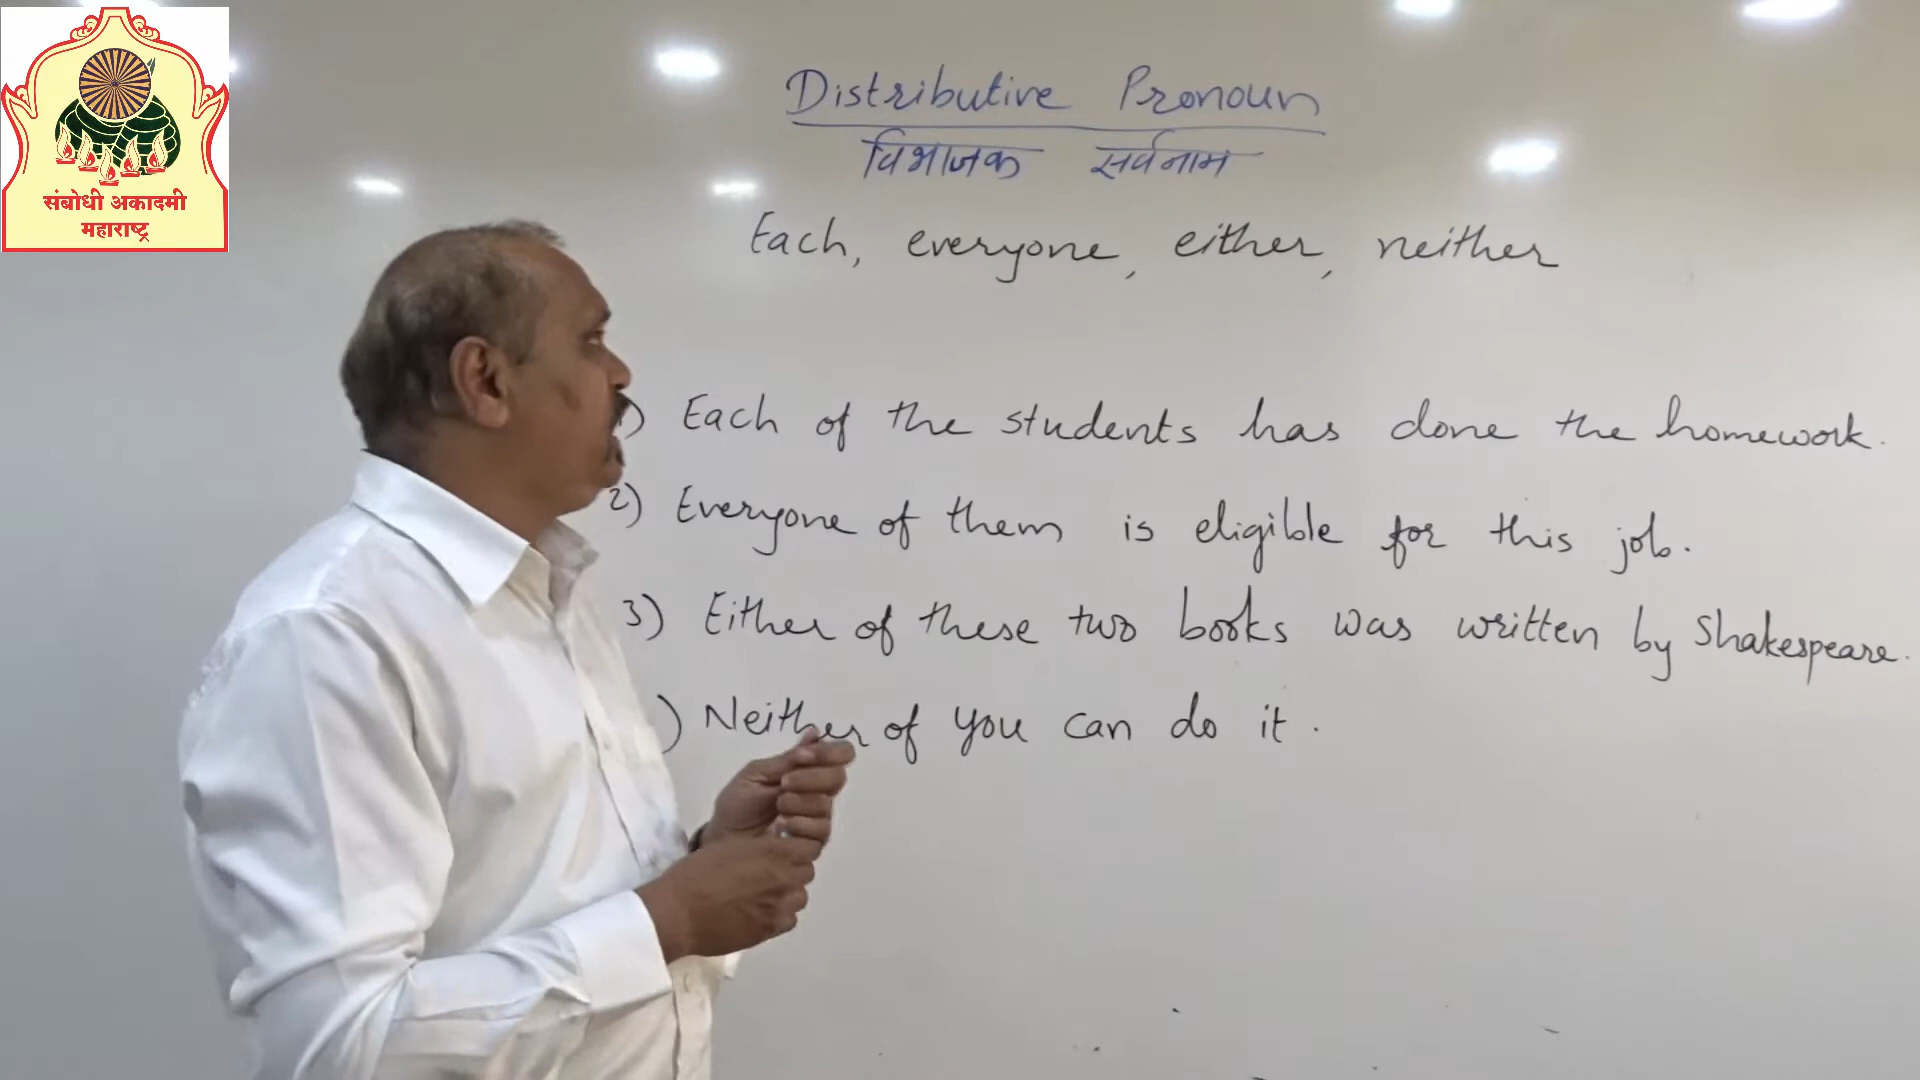 संबोधी अकादमी
महाराष्ट्र
Distributive Pronoun
विभाजक सर्वनाम
Each, everyone, either, neither
) Each of the students has done the homework.
2) Everyone of them is eligible for this job.
3) Either of these two books was written by Shakespeare.
) Neither of you can do it.